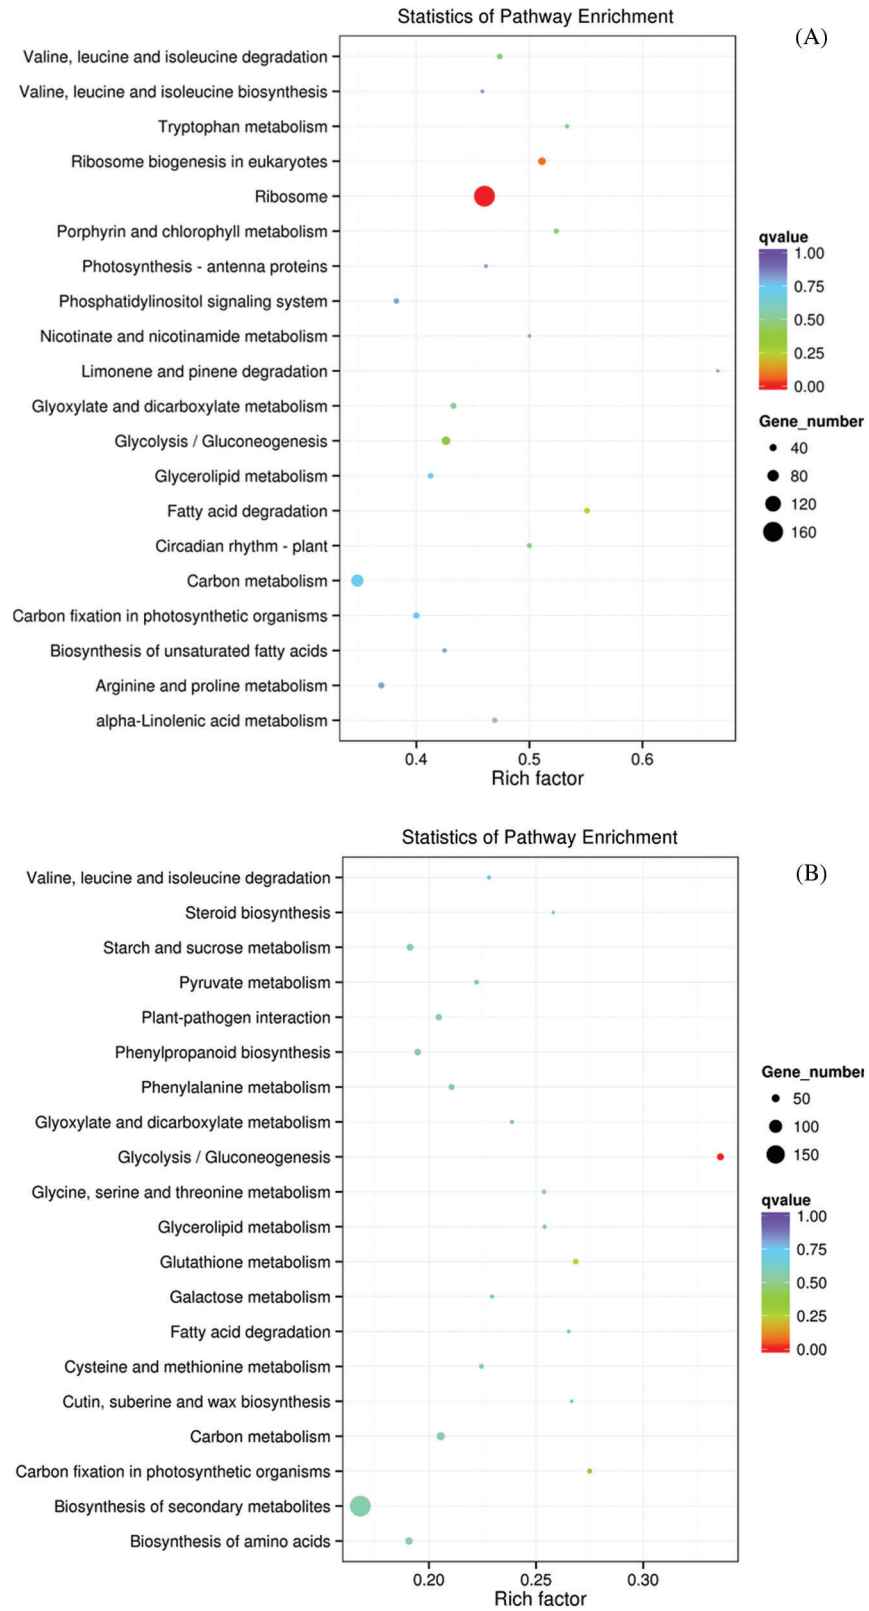 Statistics of Pathway Enrichment
(A)
Valine, leucine and isoleucine degradation
Valine, leucine and isoleucine biosynthesis
Tryptophan metabolism
Ribosome biogenesis in eukaryotes
Ribosome
Porphyrin and chlorophyll metabolism
Photosynthesis - antenna proteins
Phosphatidylinositol signaling system
Nicotinate and nicotinamide metabolism
Limonene and pinene degradation
Glyoxylate and dicarboxylate metabolism
Glycolysis / Gluconeogenesis
Glycerolipid metabolism
Fatty acid degradation
Circadian rhythm - plant
Carbon metabolism
Carbon fixation in photosynthetic organisms
Biosynthesis of unsaturated fatty acids
Arginine and proline metabolism
alpha-Linolenic acid metabolism
0.4 0.5 0.6
Rich factor
qvalue
1.00
0.75
0.50
0.25
0.00
Gene_number
40
80
120
160
Statistics of Pathway Enrichment
(B)
Valine, leucine and isoleucine degradation
Steroid biosynthesis
Starch and sucrose metabolism
Pyruvate metabolism
Plant-pathogen interaction
Phenylpropanoid biosynthesis
Phenylalanine metabolism
Glyoxylate and dicarboxylate metabolism
Glycolysis / Gluconeogenesis
Glycine, serine and threonine metabolism
Glycerolipid metabolism
Glutathione metabolism
Galactose metabolism
Fatty acid degradation
Cysteine and methionine metabolism
Cutin, suberine and wax biosynthesis
Carbon metabolism
Carbon fixation in photosynthetic organisms
Biosynthesis of secondary metabolites
Biosynthesis of amino acids
0.20 0.25 0.30
Rich factor
Gene_number
50
100
150
qvalue
1.00
0.75
0.50
0.25
0.00